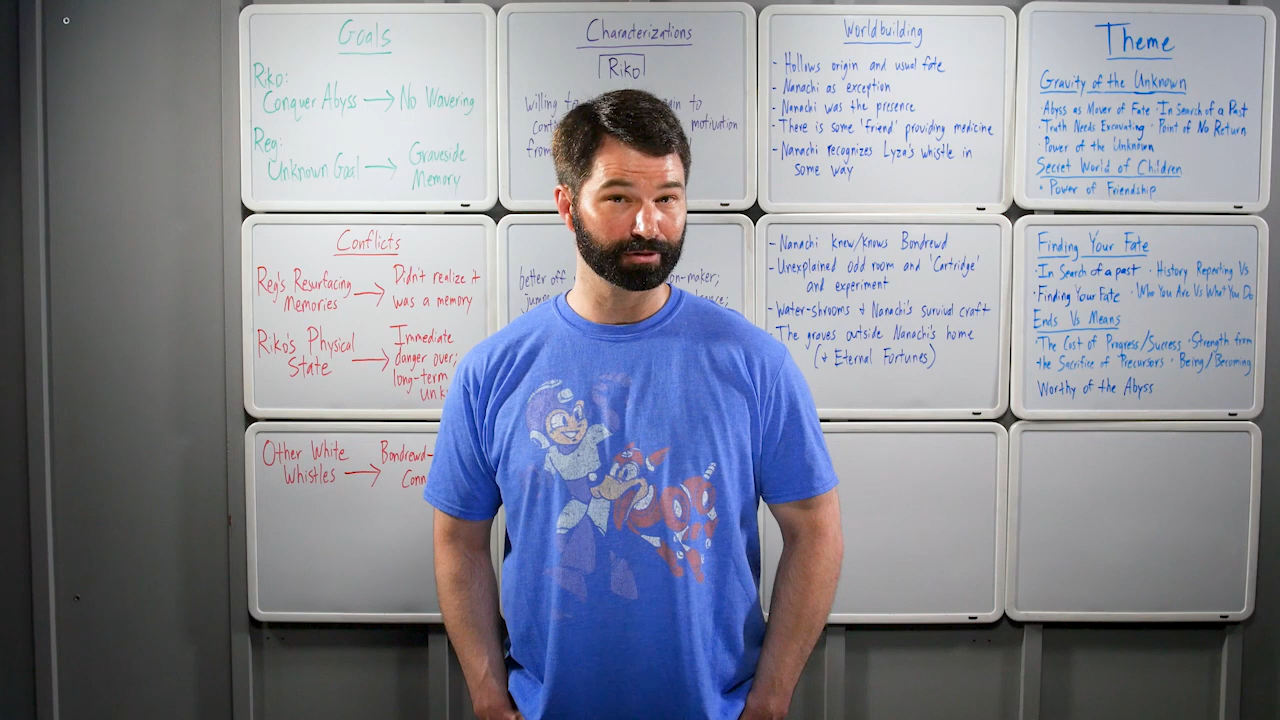 Goals
Riko:
Conquer Abyss → No Wavering
Reg:
Unknown Goal → Graveside
Memory
Characterizations
Riko
willing to
motivation
from
Worldbuilding
- Hollows origin and usual fate
- Nanachi as exception
- Nanachi was the presence
- There is some 'friend' providing medicine
- Nanachi recognizes Lyza's whistle in
some way
Theme
Gravity of the Unknown
· Abyss as Mover of Fate · In Search of a Past
· Truth Needs Excavating · Point of No Return
· Power of the Unknown
Secret World of Children
· Power of Friendship
Conflicts
Reg's Resurfacing
Memories → Didn't realize it
was a memory
Riko's Physical
State → Immediate
danger over;
long-term
better off
- Nanachi knew/knows Bondrewd
- Unexplained odd room and 'Cartridge'
and experiment
- Water-shrooms + Nanachi's survival craft
- The graves outside Nanachi's home
(+ Eternal Fortunes)
Finding Your Fate
· In Search of a past · History Repeating Vs
· Finding Your Fate · Who You Are Vs What You Do
Ends Vs Means
· The Cost of Progress/Success · Strength from
the Sacrifice of Precursors · Being/Becoming
Worthy of the Abyss
Other White
Whistles → Bondrewd-